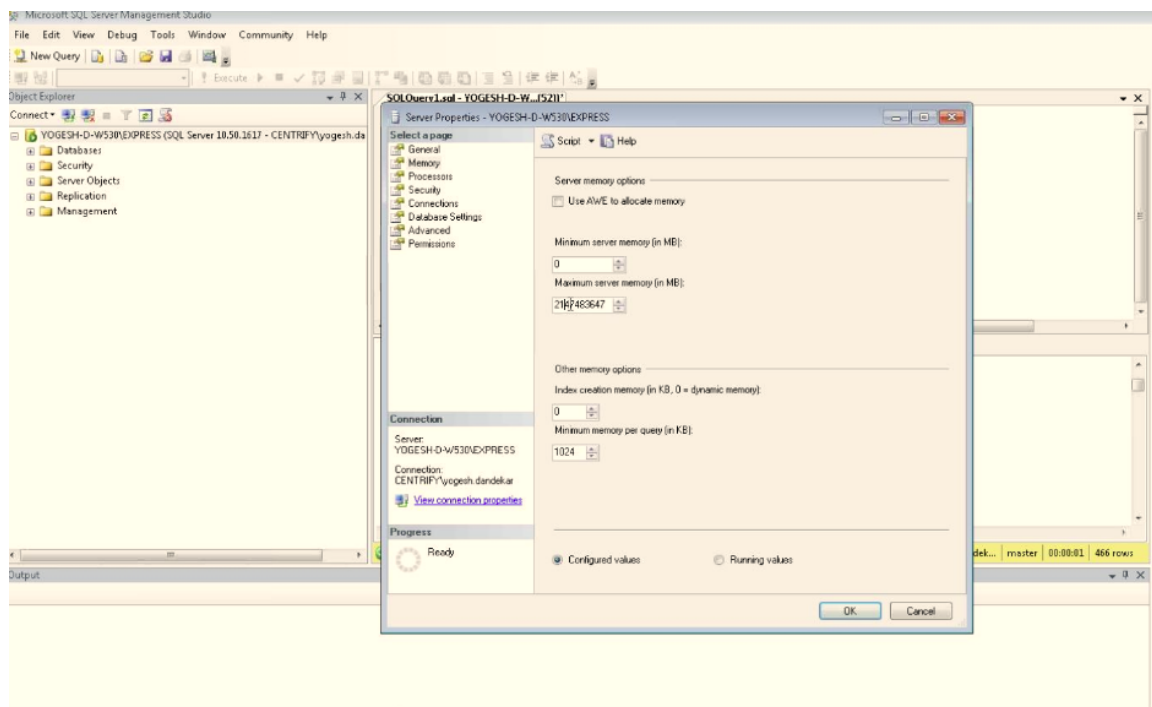 Microsoft SQL Server Management Studio
File Edit View Debug Tools Window Community Help
New Query
Execute
Object Explorer
SQLQuery1.sql - YOGESH-D-W...(52))*
Connect
YOGESH-D-W530\EXPRESS (SQL Server 10.50.1617 - CENTRIFY\yogesh.da
Databases
Security
Server Objects
Replication
Management
Server Properties - YOGESH-D-W530\EXPRESS
Select a page
General
Memory
Processors
Security
Connections
Database Settings
Advanced
Permissions
Script Help
Server memory options
Use AWE to allocate memory
Minimum server memory (in MB):
0
Maximum server memory (in MB):
2147483647
Other memory options
Index creation memory (in KB, 0 = dynamic memory):
0
Minimum memory per query (in KB):
1024
Connection
Server:
YOGESH-D-W530\EXPRESS
Connection:
CENTRIFY\yogesh.dandekar
View connection properties
Progress
Ready
Configured values Running values
OK Cancel
dek... master 00:00:01 466 rows
Output